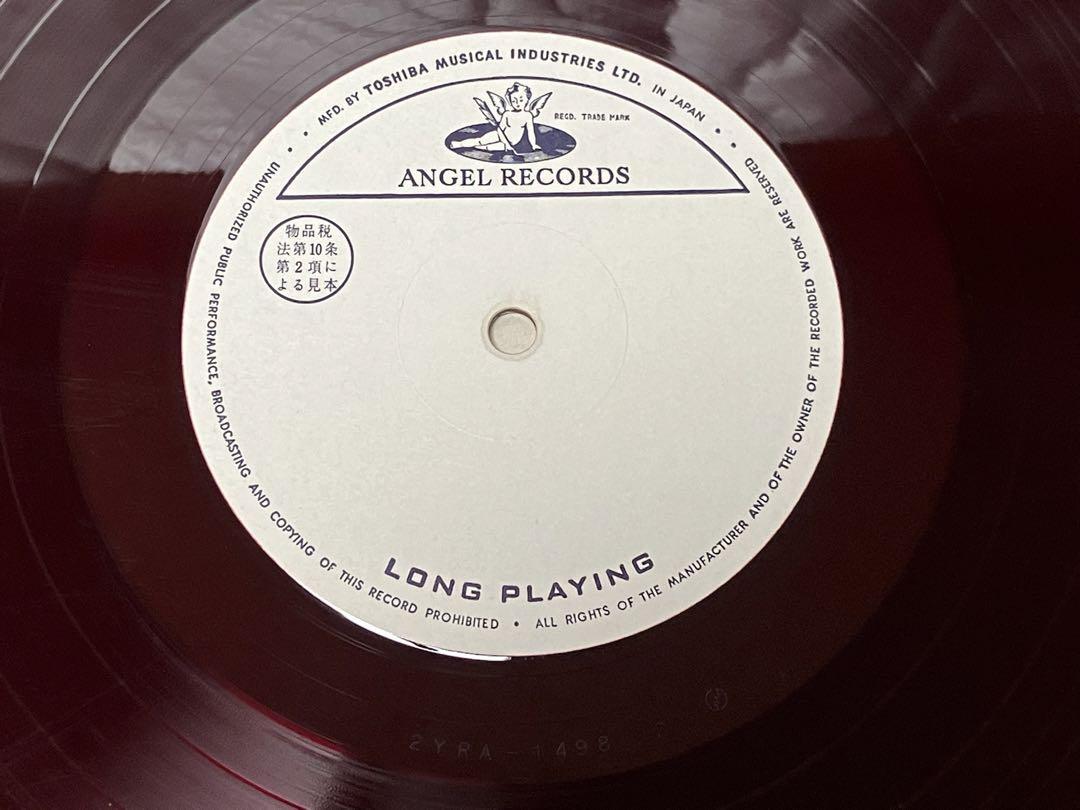 • MFD. BY TOSHIBA MUSICAL INDUSTRIES LTD. IN JAPAN •
REGD. TRADE MARK
ANGEL RECORDS
物品税
法第10条
第2項に
よる見本
LONG PLAYING
UNAUTHORIZED PUBLIC PERFORMANCE, BROADCASTING AND COPYING OF THIS RECORD PROHIBITED • ALL RIGHTS OF THE MANUFACTURER AND OF THE OWNER OF THE RECORDED WORK ARE RESERVED
2YRA-1498